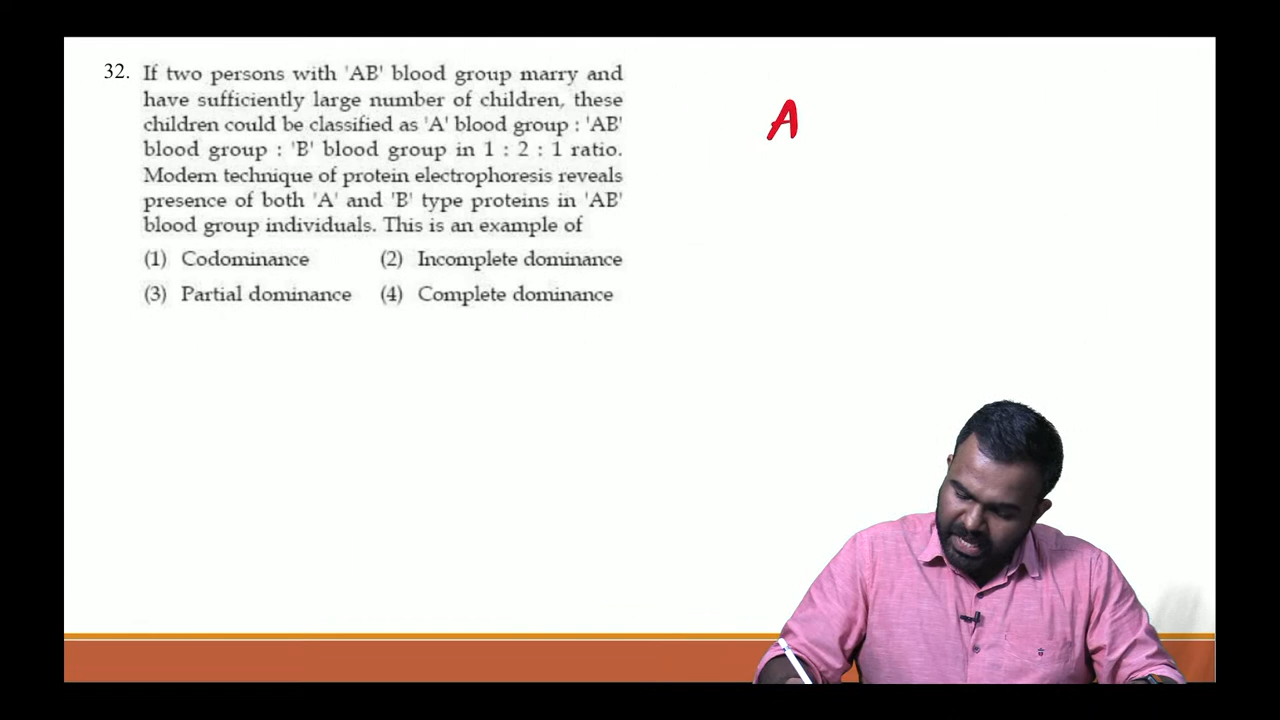 32. If two persons with 'AB' blood group marry and
have sufficiently large number of children, these
children could be classified as 'A' blood group : 'AB'
blood group : 'B' blood group in 1 : 2 : 1 ratio.
Modern technique of protein electrophoresis reveals
presence of both 'A' and 'B' type proteins in 'AB'
blood group individuals. This is an example of
(1) Codominance (2) Incomplete dominance
(3) Partial dominance (4) Complete dominance
A